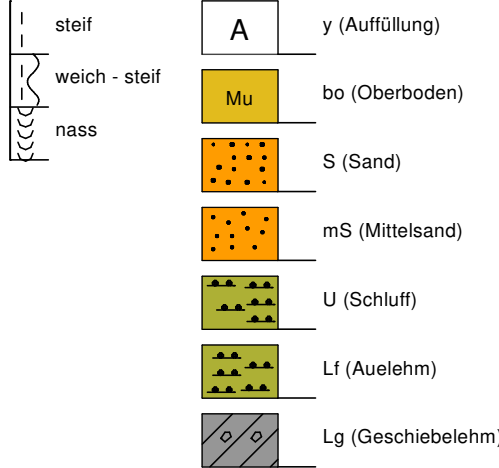 steif
weich - steif
nass
A
y (Auffüllung)
Mu
bo (Oberboden)
S (Sand)
mS (Mittelsand)
U (Schluff)
Lf (Auelehm)
Lg (Geschiebelehm)